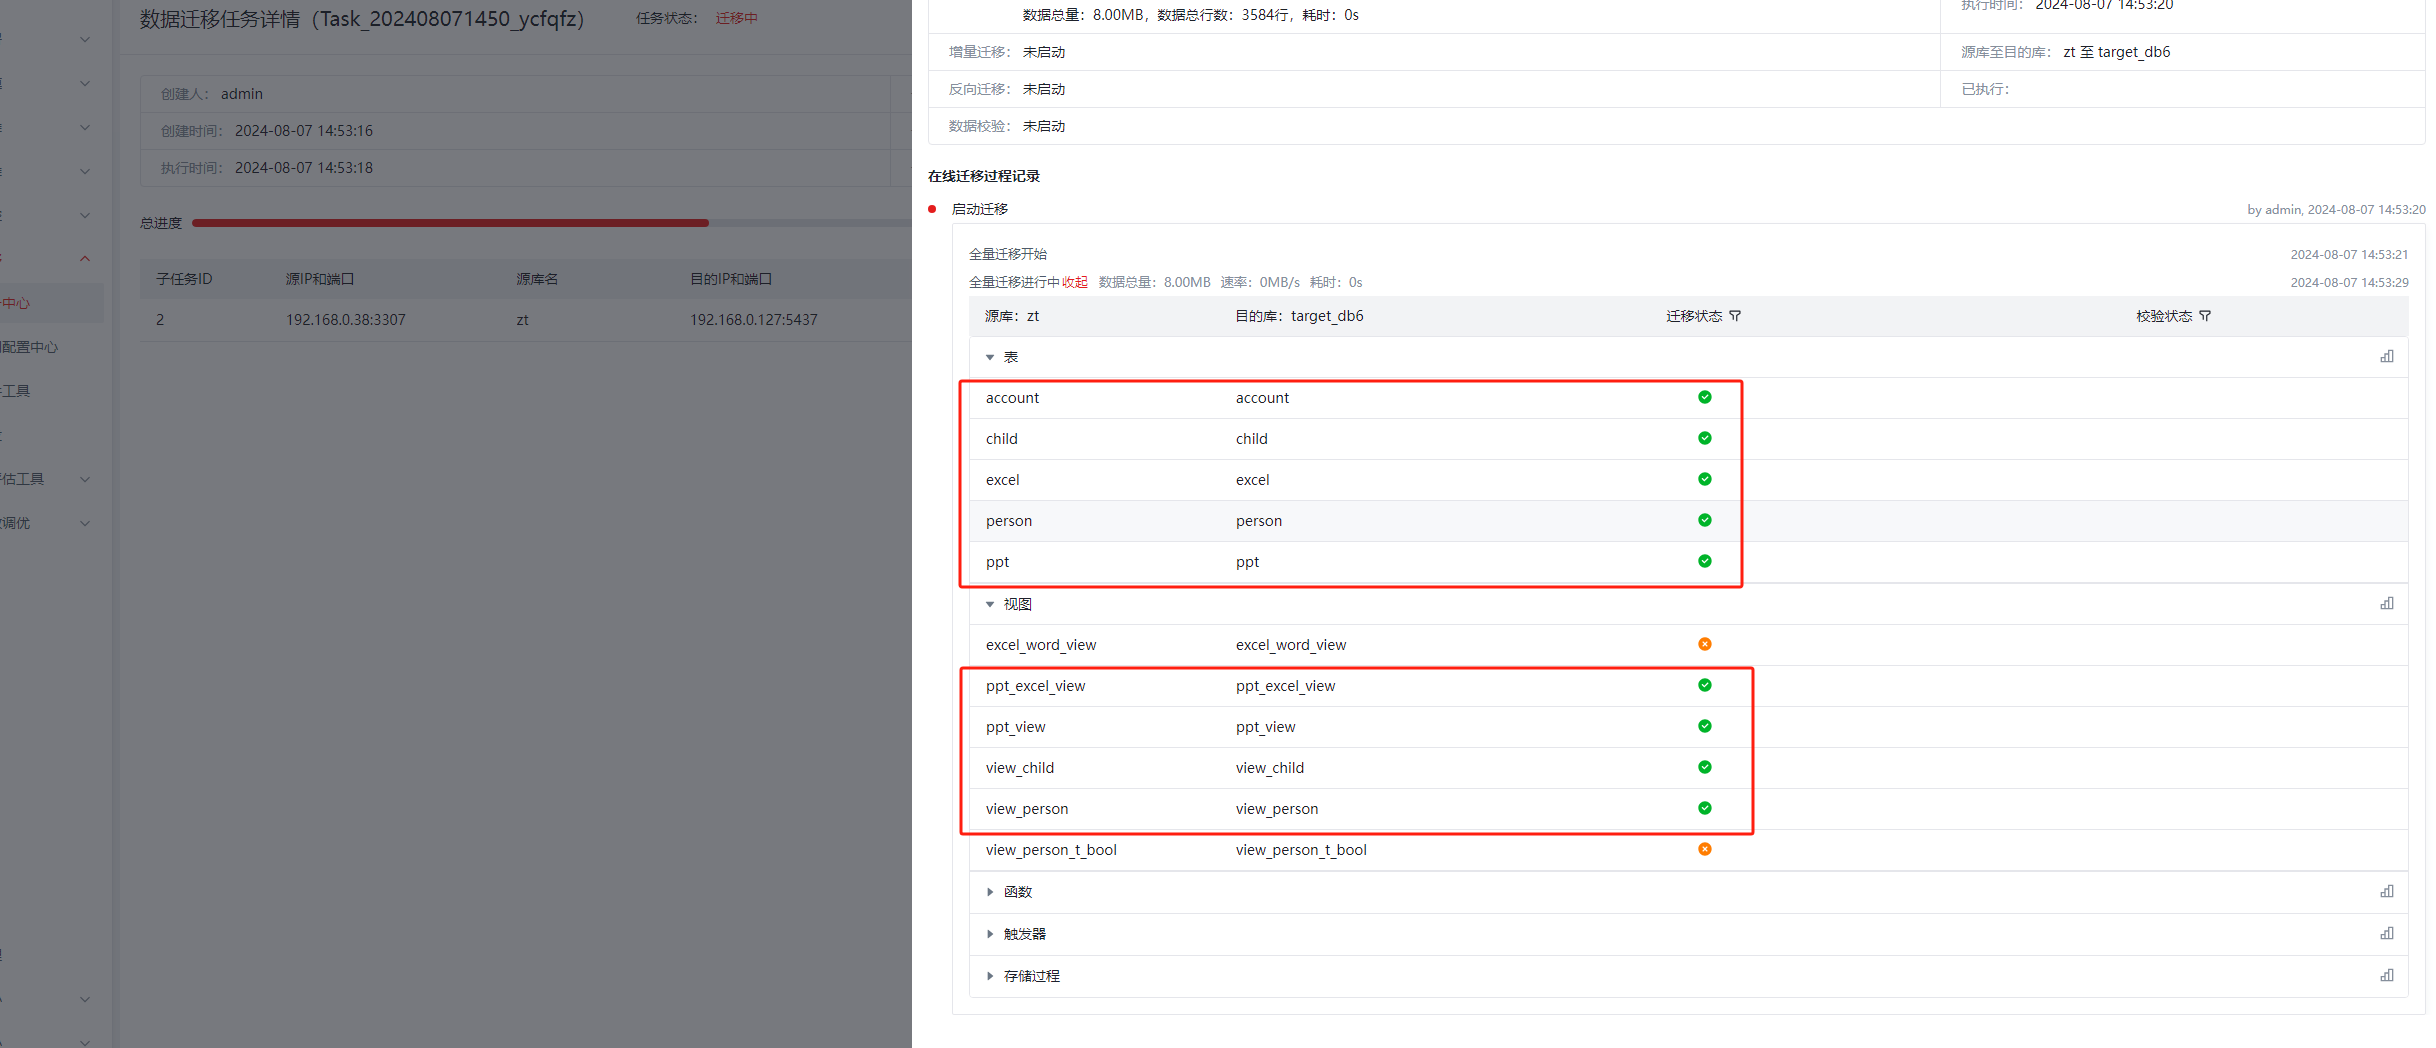 数据迁移任务详情（Task_202408071450_ycfqfz） 任务状态： 迁移中
创建人： admin
创建时间： 2024-08-07 14:53:16
执行时间： 2024-08-07 14:53:18
总进度
子任务ID 源IP和端口 源库名 目的IP和端口
2 192.168.0.38:3307 zt 192.168.0.127:5437
中心
配置中心
工具
估工具
调优
数据总量：8.00MB，数据总行数：3584行，耗时：0s
执行时间： 2024-08-07 14:53:20
增量迁移： 未启动
源库至目的库： zt 至 target_db6
反向迁移： 未启动
已执行：
数据校验： 未启动
在线迁移过程记录
启动迁移
by admin, 2024-08-07 14:53:20
全量迁移开始 2024-08-07 14:53:21
全量迁移进行中 收起 数据总量：8.00MB 速率：0MB/s 耗时：0s 2024-08-07 14:53:29
源库：zt 目的库：target_db6 迁移状态 校验状态
表
account account
child child
excel excel
person person
ppt ppt
视图
excel_word_view excel_word_view
ppt_excel_view ppt_excel_view
ppt_view ppt_view
view_child view_child
view_person view_person
view_person_t_bool view_person_t_bool
函数
触发器
存储过程